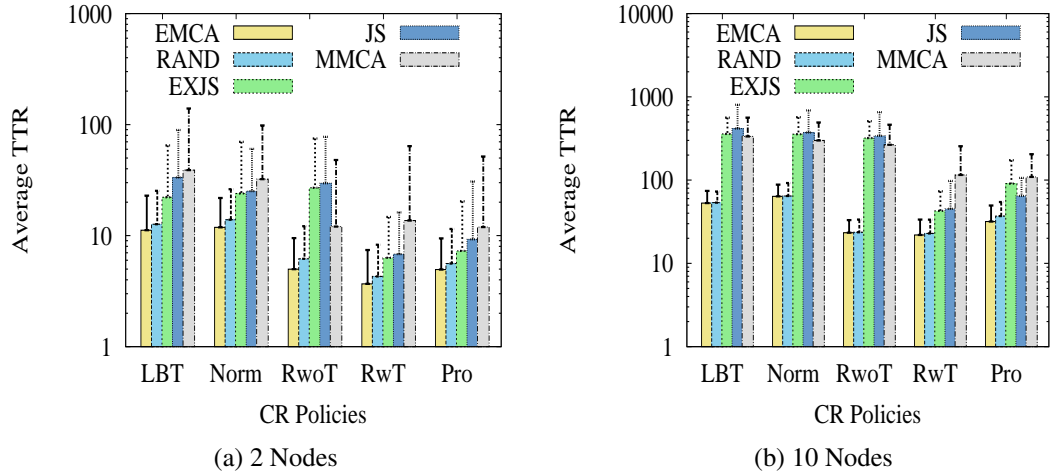 1000
100
10
1
Average TTR
EMCA
RAND
EXJS
JS
MMCA
LBT Norm RwoT RwT Pro
CR Policies
(a) 2 Nodes
10000
1000
100
10
1
Average TTR
EMCA
RAND
EXJS
JS
MMCA
LBT Norm RwoT RwT Pro
CR Policies
(b) 10 Nodes